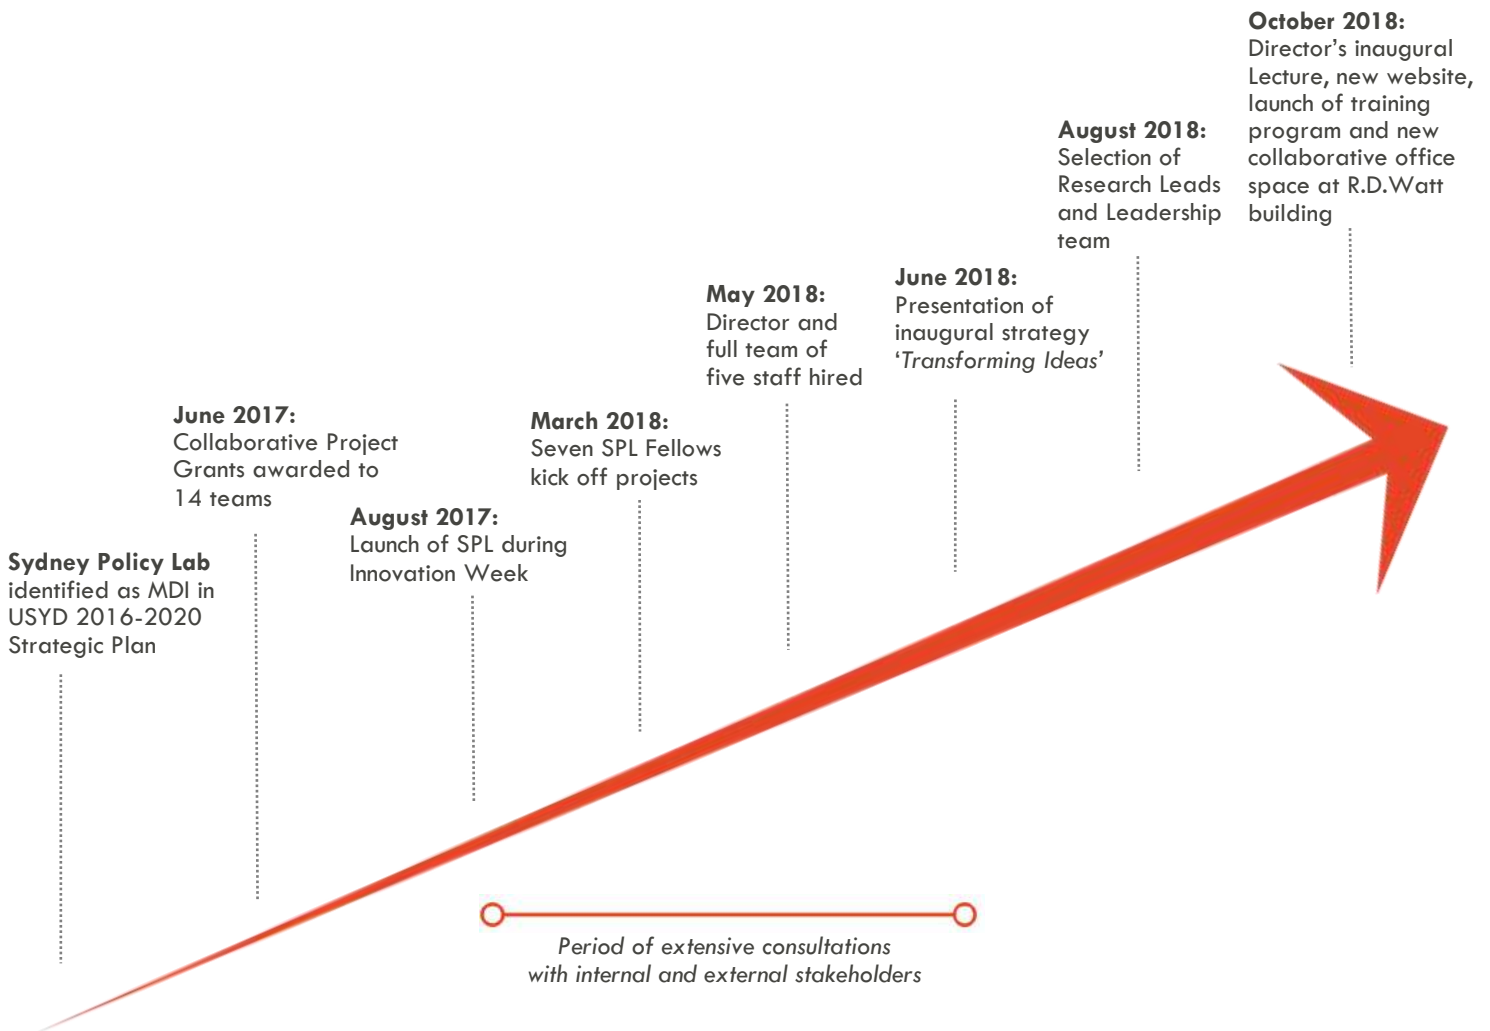 Sydney Policy Lab
identified as MDI in
USYD 2016-2020
Strategic Plan
June 2017:
Collaborative Project
Grants awarded to
14 teams
August 2017:
Launch of SPL during
Innovation Week
March 2018:
Seven SPL Fellows
kick off projects
May 2018:
Director and
full team of
five staff hired
June 2018:
Presentation of
inaugural strategy
‘Transforming Ideas’
August 2018:
Selection of
Research Leads
and Leadership
team
October 2018:
Director’s inaugural
Lecture, new website,
launch of training
program and new
collaborative office
space at R.D.Watt
building
Period of extensive consultations
with internal and external stakeholders